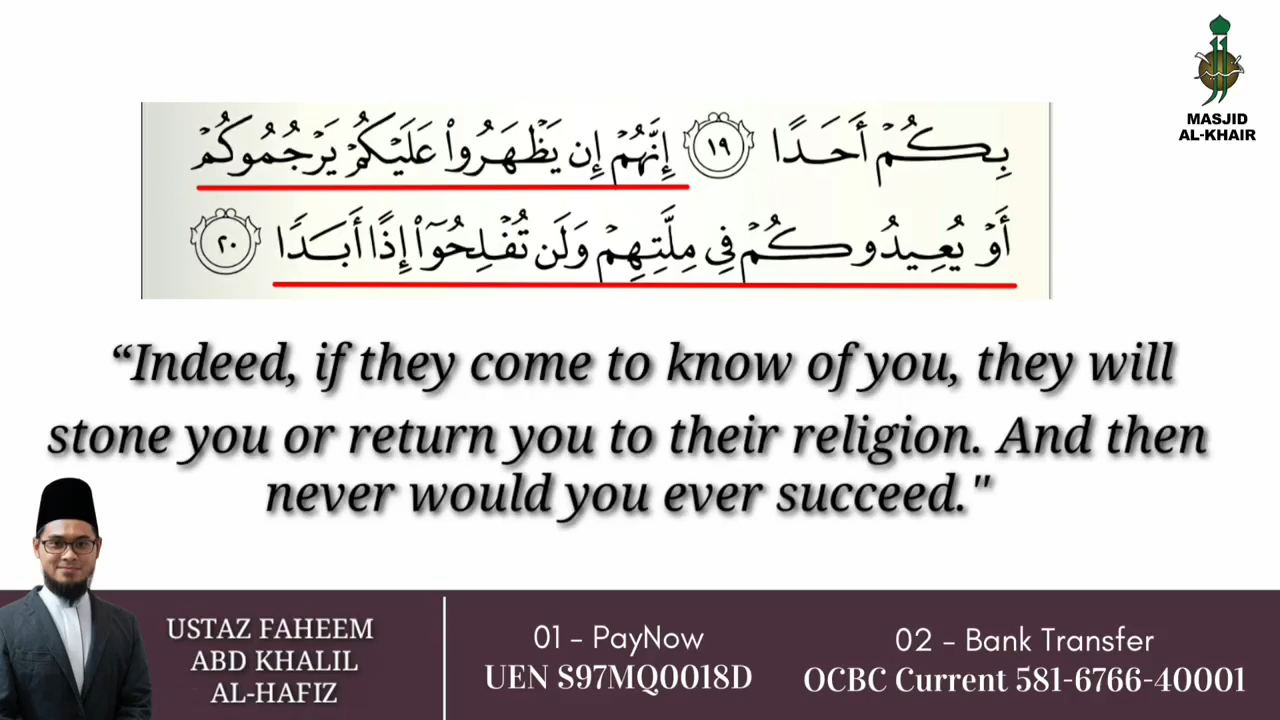 MASJID
AL-KHAIR
بِكُمْ أَحَدًا ١٩ إِنَّهُمْ إِن يَظْهَرُوا۟ عَلَيْكُمْ يَرْجُمُوكُمْ
أَوْ يُعِيدُوكُمْ فِى مِلَّتِهِمْ وَلَن تُفْلِحُوٓا۟ إِذًا أَبَدًا ٢٠
“Indeed, if they come to know of you, they will
stone you or return you to their religion. And then
never would you ever succeed."
USTAZ FAHEEM
ABD KHALIL
AL-HAFIZ
01 - PayNow
UEN S97MQ0018D
02 - Bank Transfer
OCBC Current 581-6766-40001